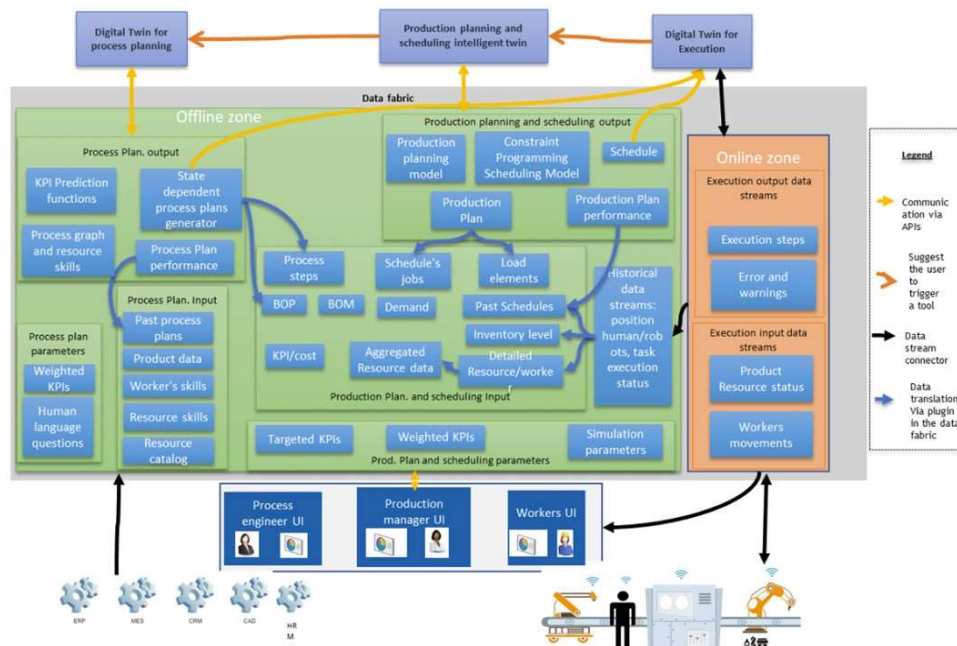 Digital Twin for
process planning
Production planning and
scheduling intelligent twin
Digital Twin for
Execution
Data fabric
Offline zone
Process Plan. output
KPI Prediction
functions
State
dependent
process plans
generator
Process graph
and resource
skills
Process Plan
performance
Process Plan. Input
Past process
plans
Product data
Worker's skills
Resource skills
Resource
catalog
Process plan
parameters
Weighted
KPIs
Human
language
questions
Production planning and scheduling output
Production
planning
model
Constraint
Programming
Scheduling Model
Schedule
Production
Plan
Production Plan
performance
Process
steps
Schedule's
jobs
Load
elements
BOP
BOM
Demand
Past Schedules
Inventory level
KPI/cost
Aggregated
Resource data
Detailed
Resource/worke
r
Production Plan. and scheduling Input
Historical
data
streams:
position
human/rob
ots, task
execution
status
Targeted KPIs
Weighted KPIs
Simulation
parameters
Prod. Plan and scheduling parameters
Online zone
Execution output data
streams
Execution steps
Error and
warnings
Execution input data
streams
Product
Resource status
Workers
movements
Legend
Communic
ation via
APIs
Suggest
the user
to
trigger
a tool
Data
stream
connector
Data
translation
Via plugin
in the data
fabric
Process
engineer UI
Production
manager UI
Workers UI
ERP
MES
CRM
CAD
HR
M